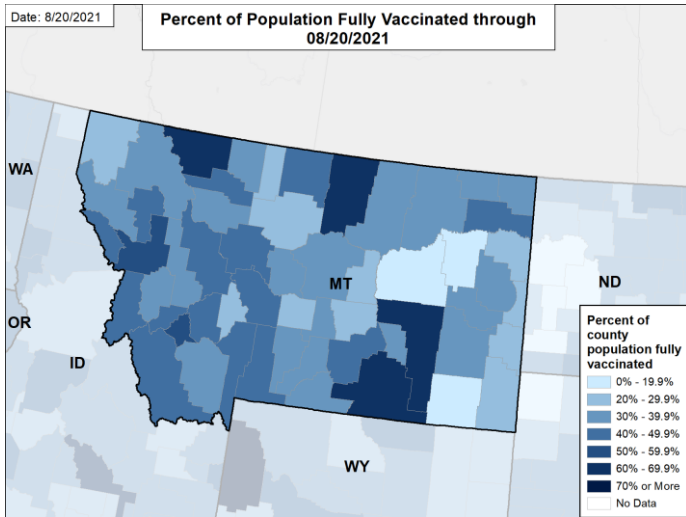 Date: 8/20/2021
Percent of Population Fully Vaccinated through
08/20/2021
WA
MT
ND
OR
ID
WY
Percent of
county
population fully
vaccinated
0% - 19.9%
20% - 29.9%
30% - 39.9%
40% - 49.9%
50% - 59.9%
60% - 69.9%
70% or More
No Data